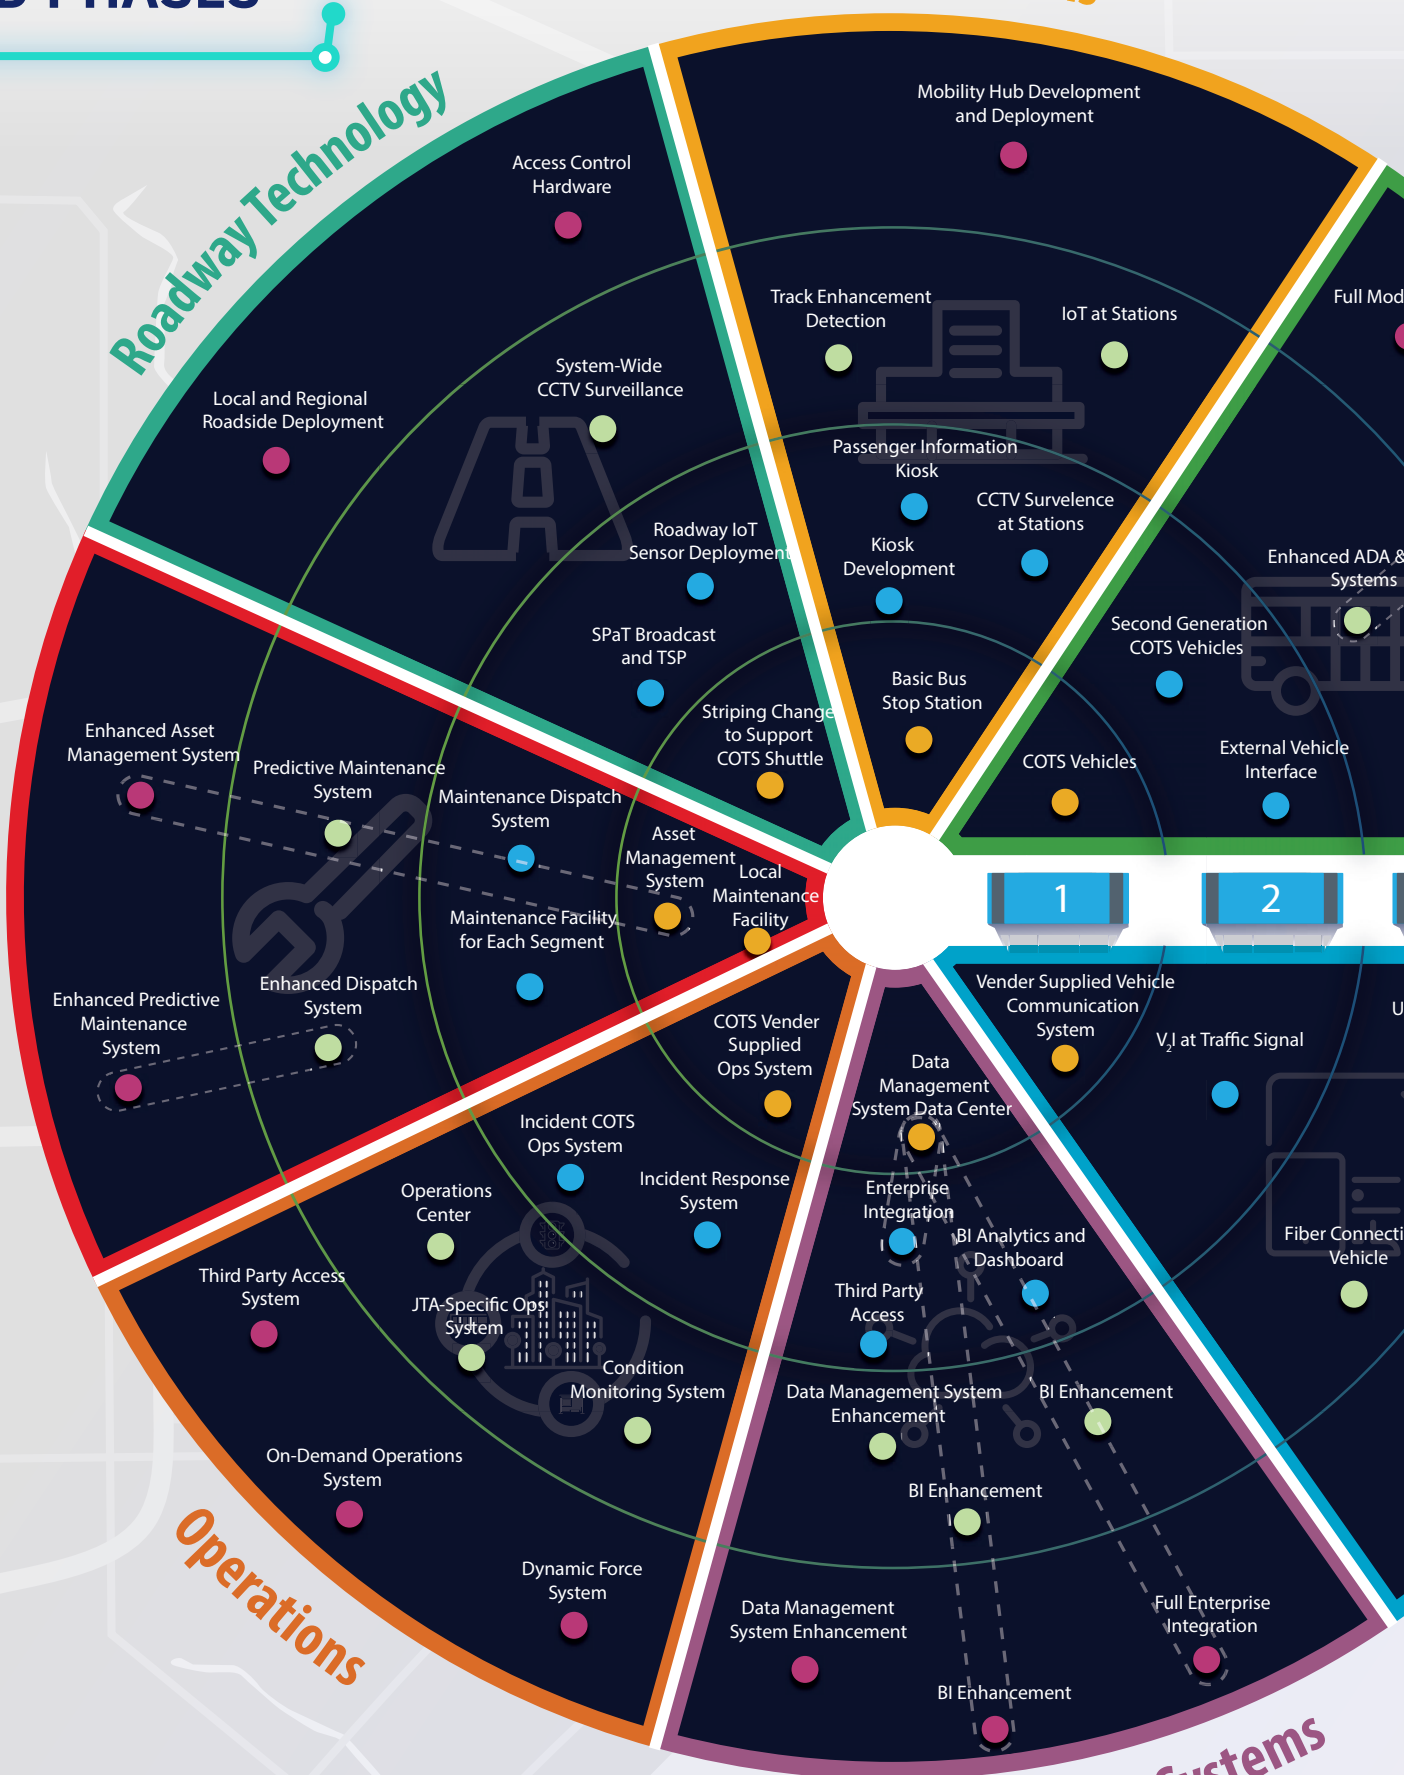 PHASES
Roadway Technology
Access Control
Hardware
Local and Regional
Roadside Deployment
System-Wide
CCTV Surveillance
Roadway IoT
Sensor Deployment
SPaT Broadcast
and TSP
Striping Change
to Support
COTS Shuttle
Mobility Hub Development
and Deployment
Track Enhancement
Detection
IoT at Stations
Passenger Information
Kiosk
CCTV Survelence
at Stations
Kiosk
Development
Basic Bus
Stop Station
Full Mod
Enhanced ADA &
Systems
Second Generation
COTS Vehicles
External Vehicle
Interface
COTS Vehicles
1
2
Enhanced Asset
Management System
Predictive Maintenance
System
Maintenance Dispatch
System
Asset
Management
System
Local
Maintenance
Facility
Maintenance Facility
for Each Segment
Enhanced Dispatch
System
Enhanced Predictive
Maintenance
System
Vender Supplied Vehicle
Communication
System
V2I at Traffic Signal
Fiber Connecti
Vehicle
COTS Vender
Supplied
Ops System
Incident COTS
Ops System
Incident Response
System
Operations
Center
Third Party Access
System
JTA-Specific Ops
System
Condition
Monitoring System
On-Demand Operations
System
Dynamic Force
System
Operations
Data
Management
System Data Center
Enterprise
Integration
BI Analytics and
Dashboard
Third Party
Access
Data Management System
Enhancement
BI Enhancement
BI Enhancement
Data Management
System Enhancement
Full Enterprise
Integration
BI Enhancement
Systems